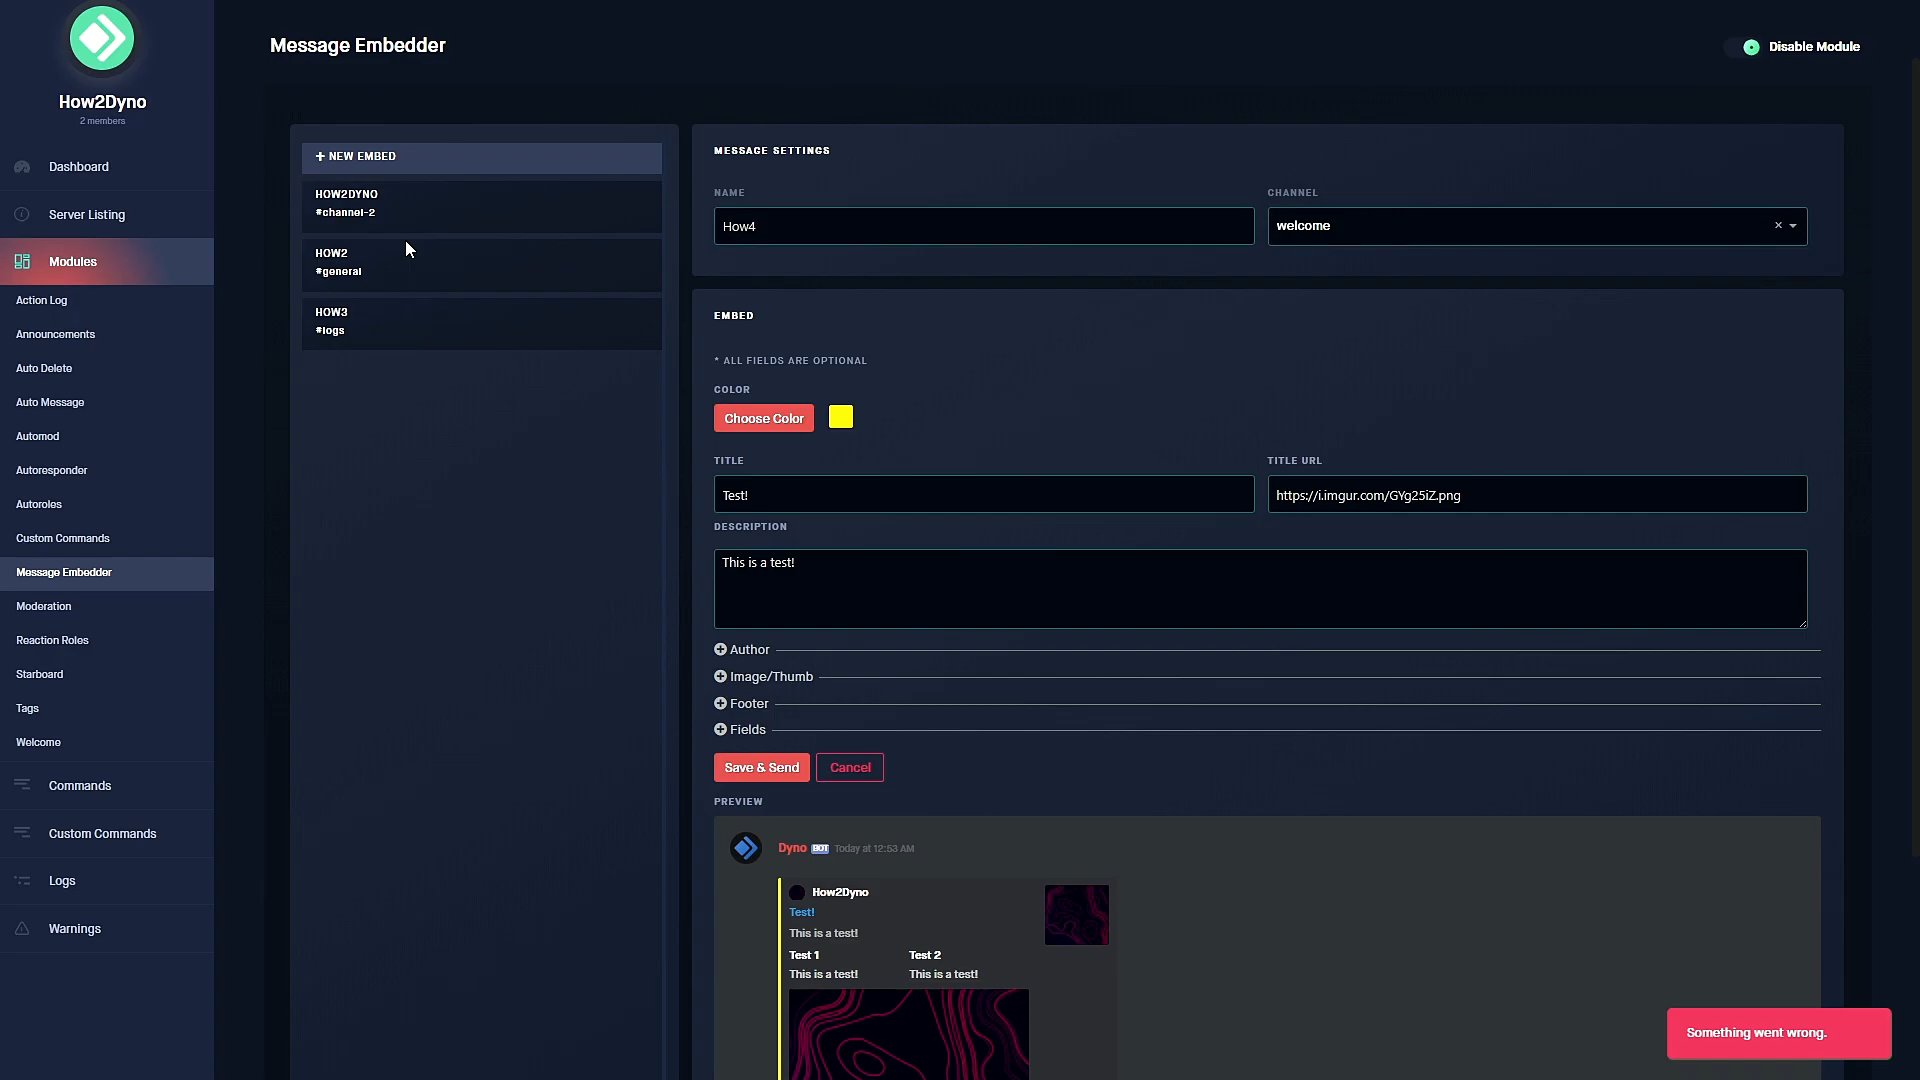 How2Dyno
2 members
Dashboard
Server Listing
Modules
Action Log
Announcements
Auto Delete
Auto Message
Automod
Autoresponder
Autoroles
Custom Commands
Message Embedder
Moderation
Reaction Roles
Starboard
Tags
Welcome
Commands
Custom Commands
Logs
Warnings
Message Embedder
Disable Module
+ NEW EMBED
HOW2DYNO
#channel-2
HOW2
#general
HOW3
#logs
MESSAGE SETTINGS
NAME
How4
CHANNEL
welcome
EMBED
* ALL FIELDS ARE OPTIONAL
COLOR
Choose Color
TITLE
Test!
TITLE URL
https://i.imgur.com/GYg25iZ.png
DESCRIPTION
This is a test!
Author
Image/Thumb
Footer
Fields
Save & Send Cancel
PREVIEW
Dyno BOT Today at 12:53 AM
How2Dyno
Test!
This is a test!
Test 1 Test 2
This is a test! This is a test!
Something went wrong.